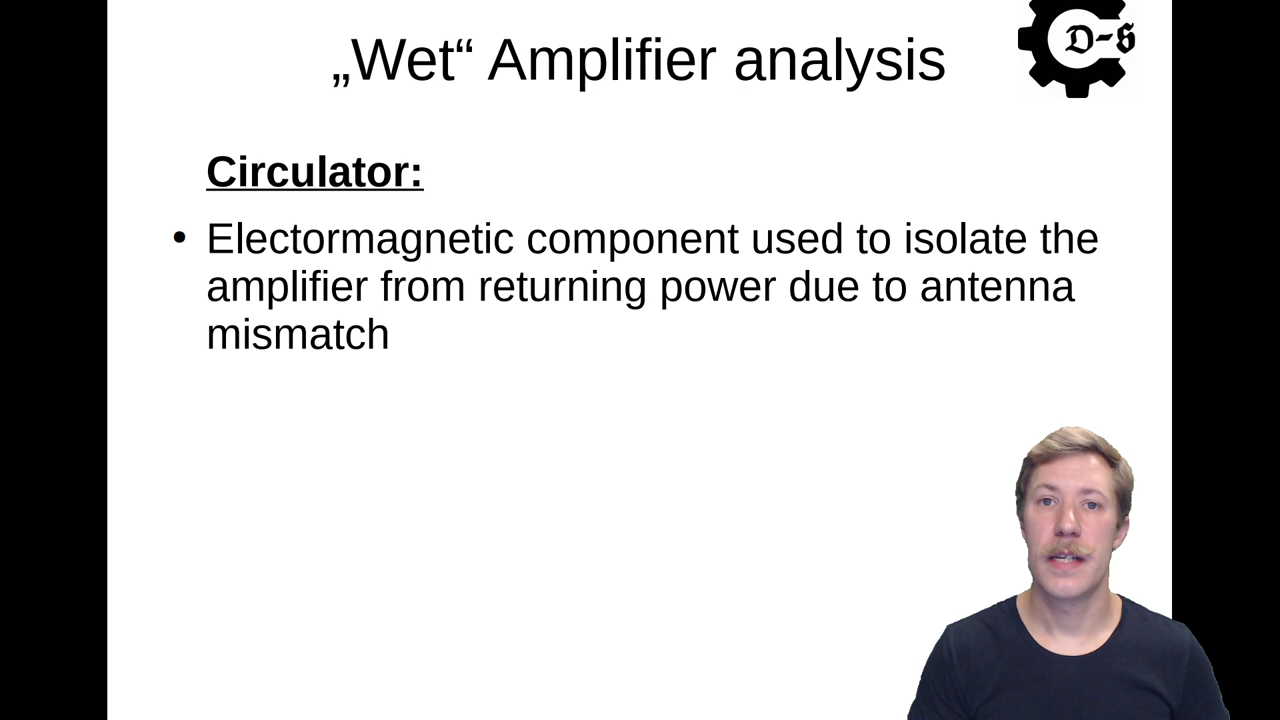 „Wet“ Amplifier analysis
D-S
Circulator:
• Electormagnetic component used to isolate the
amplifier from returning power due to antenna
mismatch